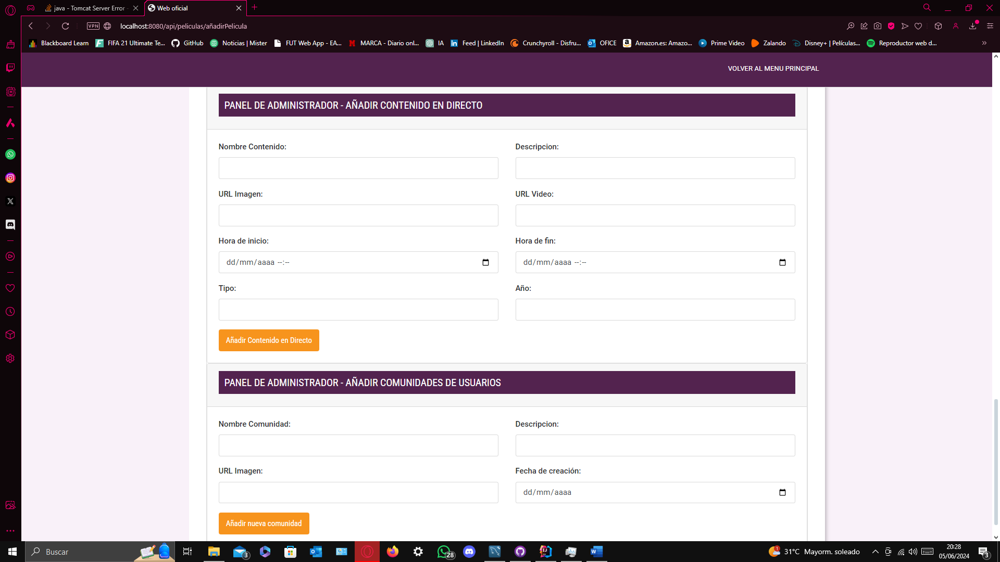 java - Tomcat Server Error -
Web oficial
VPN
localhost:8080/api/peliculas/añadirPelicula
Blackboard Learn
FIFA 21 Ultimate Te...
GitHub
Noticias | Mister
FUT Web App - EA...
MARCA - Diario onl...
IA
Feed | LinkedIn
Crunchyroll - Disfru...
OFICE
Amazon.es: Amazo...
Prime Video
Zalando
Disney+ | Películas...
Reproductor web d...
VOLVER AL MENU PRINCIPAL
PANEL DE ADMINISTRADOR - AÑADIR CONTENIDO EN DIRECTO
Nombre Contenido:
Descripcion:
URL Imagen:
URL Video:
Hora de inicio:
Hora de fin:
dd/mm/aaaa --:--
dd/mm/aaaa --:--
Tipo:
Año:
Añadir Contenido en Directo
PANEL DE ADMINISTRADOR - AÑADIR COMUNIDADES DE USUARIOS
Nombre Comunidad:
Descripcion:
URL Imagen:
Fecha de creación:
dd/mm/aaaa
Añadir nueva comunidad
Buscar
3
28
1
31°C Mayorm. soleado
20:28
05/06/2024
3